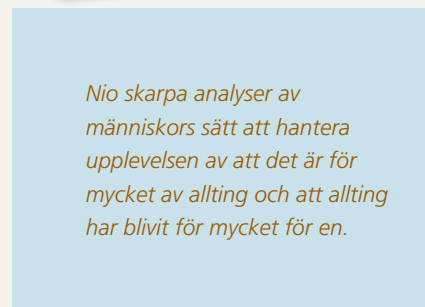 Nio skarpa analyser av
människors sätt att hantera
upplevelsen av att det är för
mycket av allting och att allting
har blivit för mycket för en.